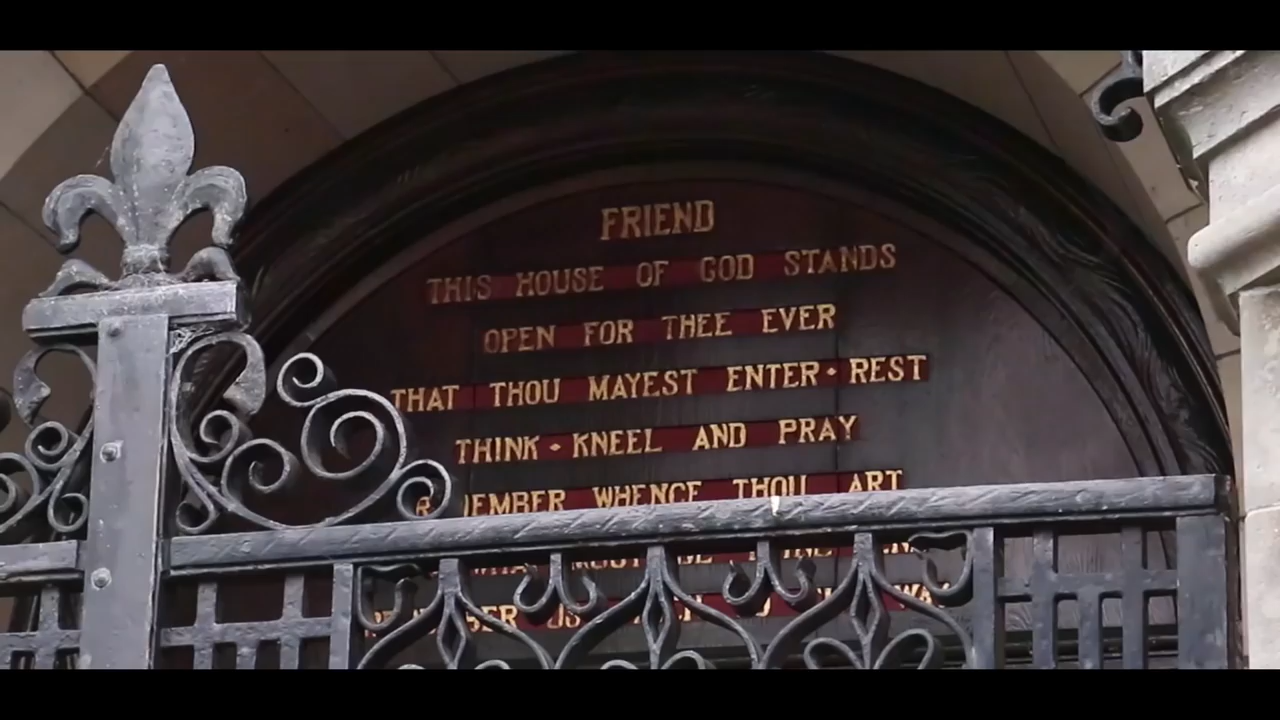 FRIEND
THIS HOUSE OF GOD STANDS
OPEN FOR THEE EVER
THAT THOU MAYEST ENTER • REST
THINK • KNEEL AND PRAY
REMEMBER WHENCE THOU ART